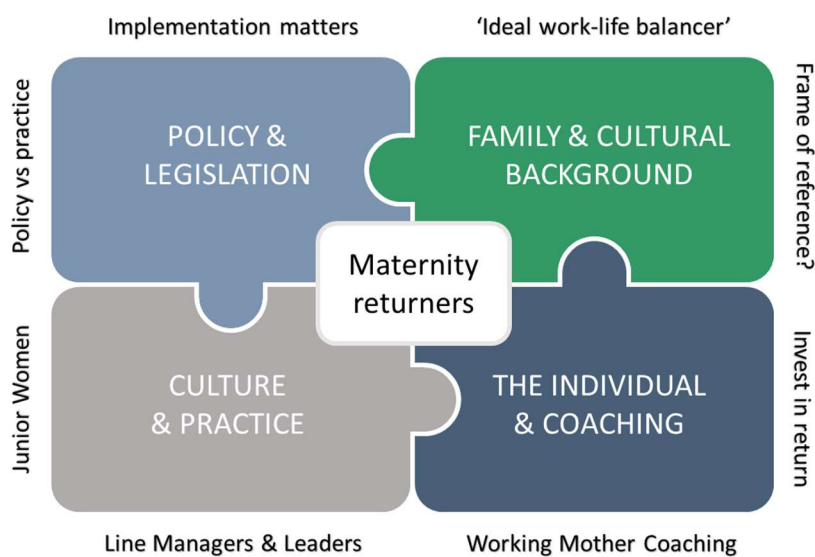 Implementation matters
‘Ideal work-life balancer’
Policy vs practice
POLICY &
LEGISLATION
FAMILY & CULTURAL
BACKGROUND
Frame of reference?
Maternity
returners
Junior Women
CULTURE
& PRACTICE
THE INDIVIDUAL
& COACHING
Invest in return
Line Managers & Leaders
Working Mother Coaching